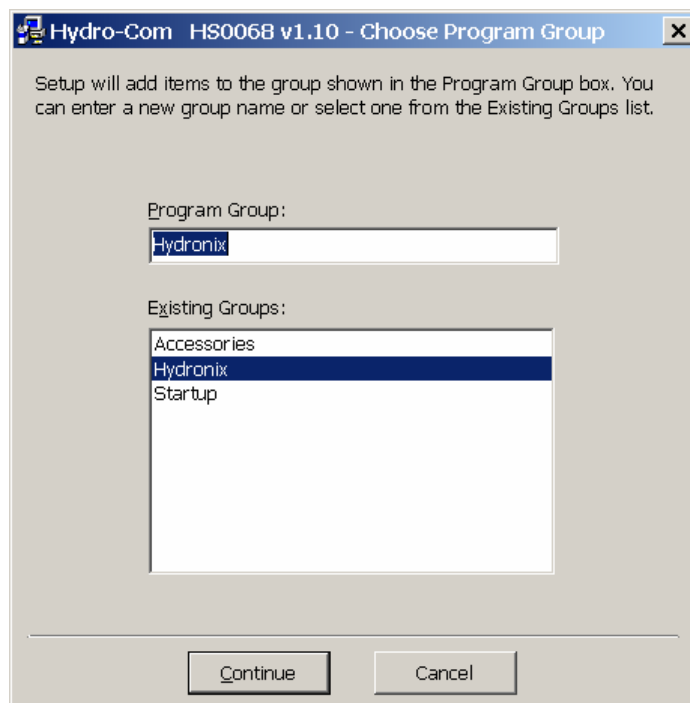 Hydro-Com HS0068 v1.10 - Choose Program Group
Setup will add items to the group shown in the Program Group box. You
can enter a new group name or select one from the Existing Groups list.
Program Group:
Hydronix
Existing Groups:
Accessories
Hydronix
Startup
Continue Cancel